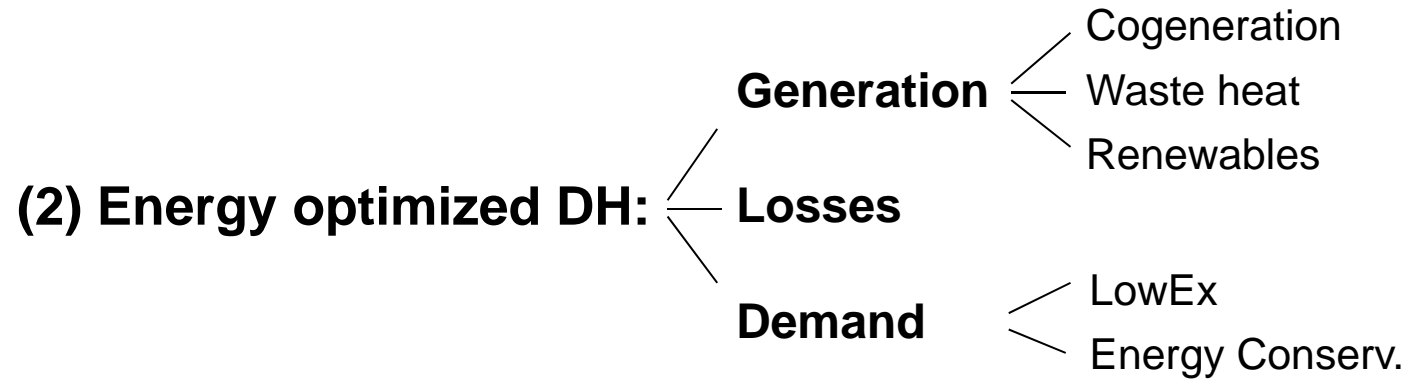 (2) Energy optimized DH:
Generation
Cogeneration
Waste heat
Renewables
Losses
Demand
LowEx
Energy Conserv.